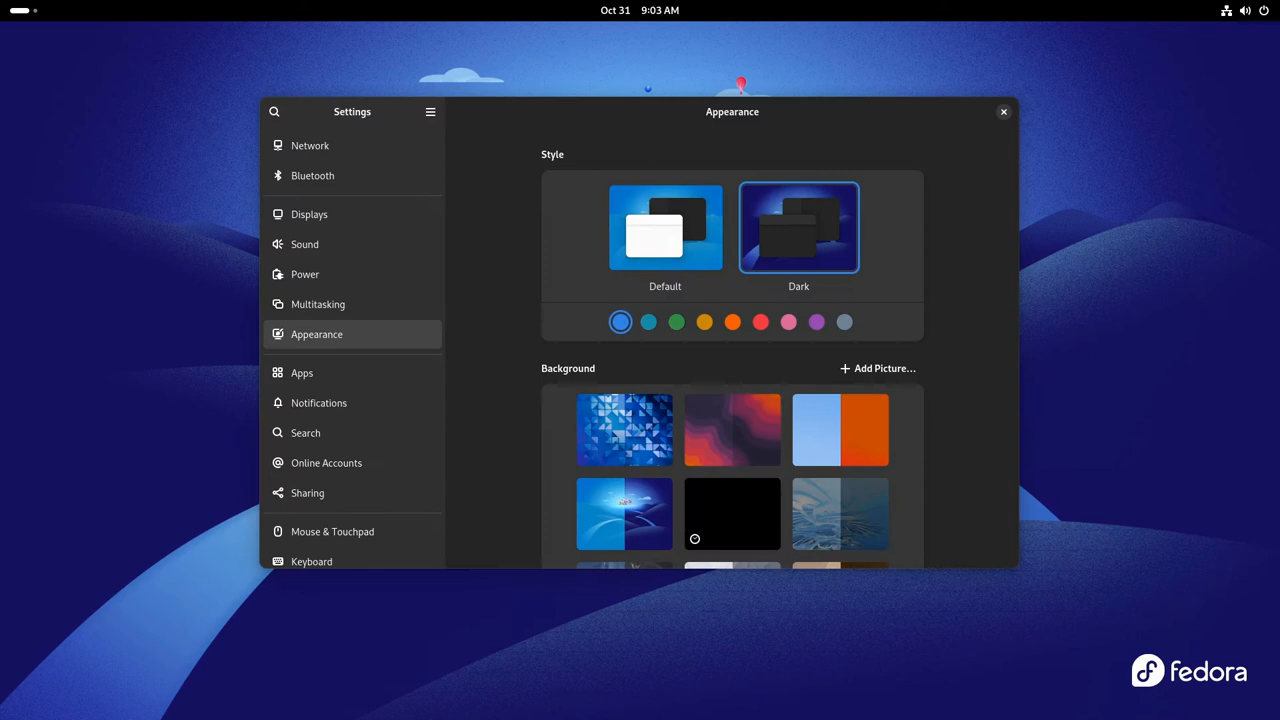 Oct 31 9:03 AM
Settings
Network
Bluetooth
Displays
Sound
Power
Multitasking
Appearance
Apps
Notifications
Search
Online Accounts
Sharing
Mouse & Touchpad
Keyboard
Appearance
Style
Default
Dark
Background
Add Picture...
fedora